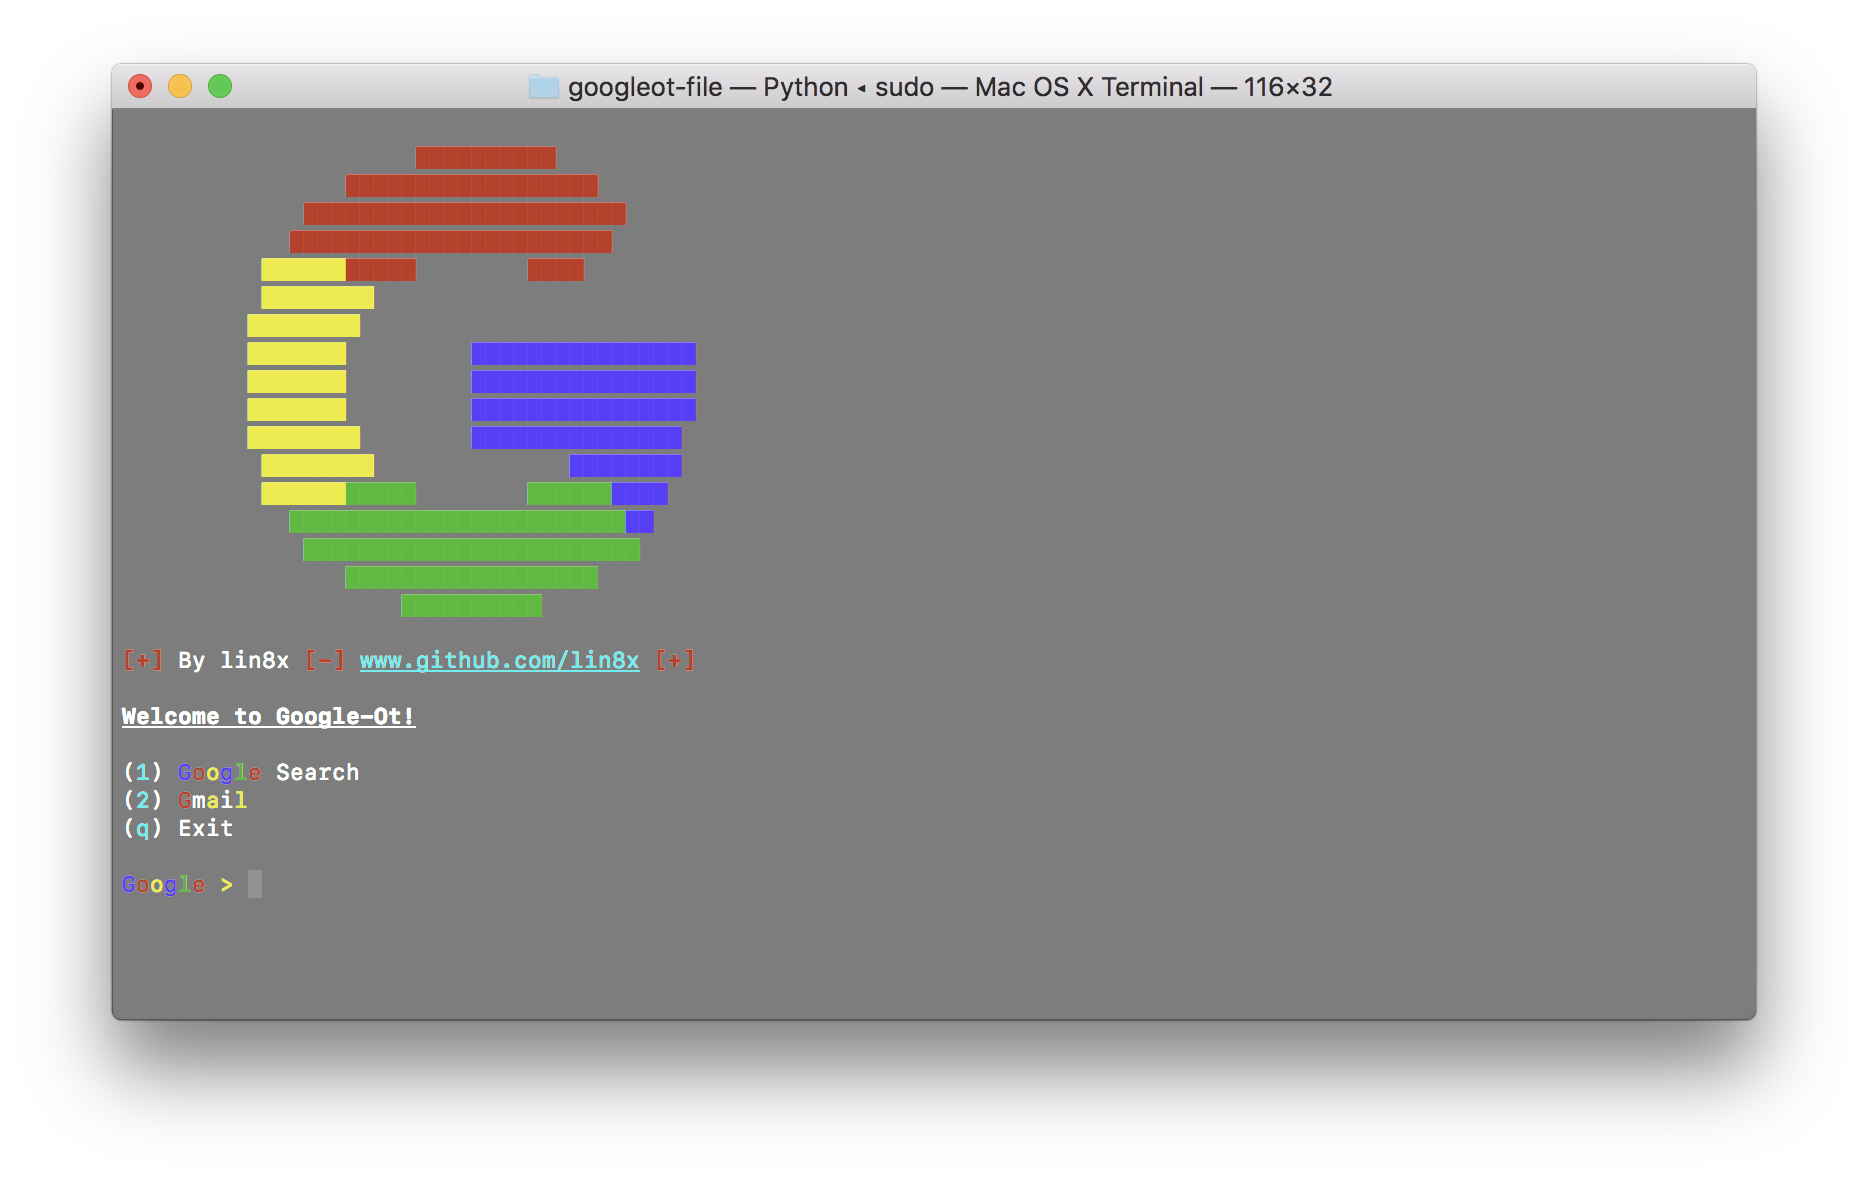 googleot-file — Python ◂ sudo — Mac OS X Terminal — 116×32
[+] By lin8x [-] www.github.com/lin8x [+]
Welcome to Google-Ot!
(1) Google Search
(2) Gmail
(q) Exit
Google >